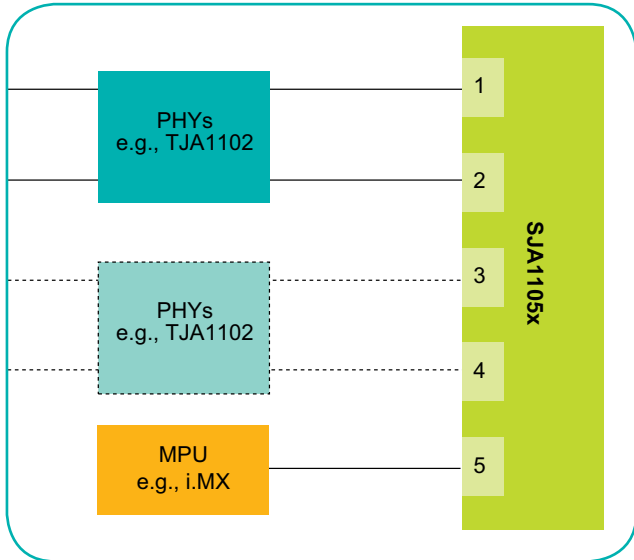 PHYs
e.g., TJA1102
1
2
PHYs
e.g., TJA1102
3
4
MPU
e.g., i.MX
5
SJA1105x